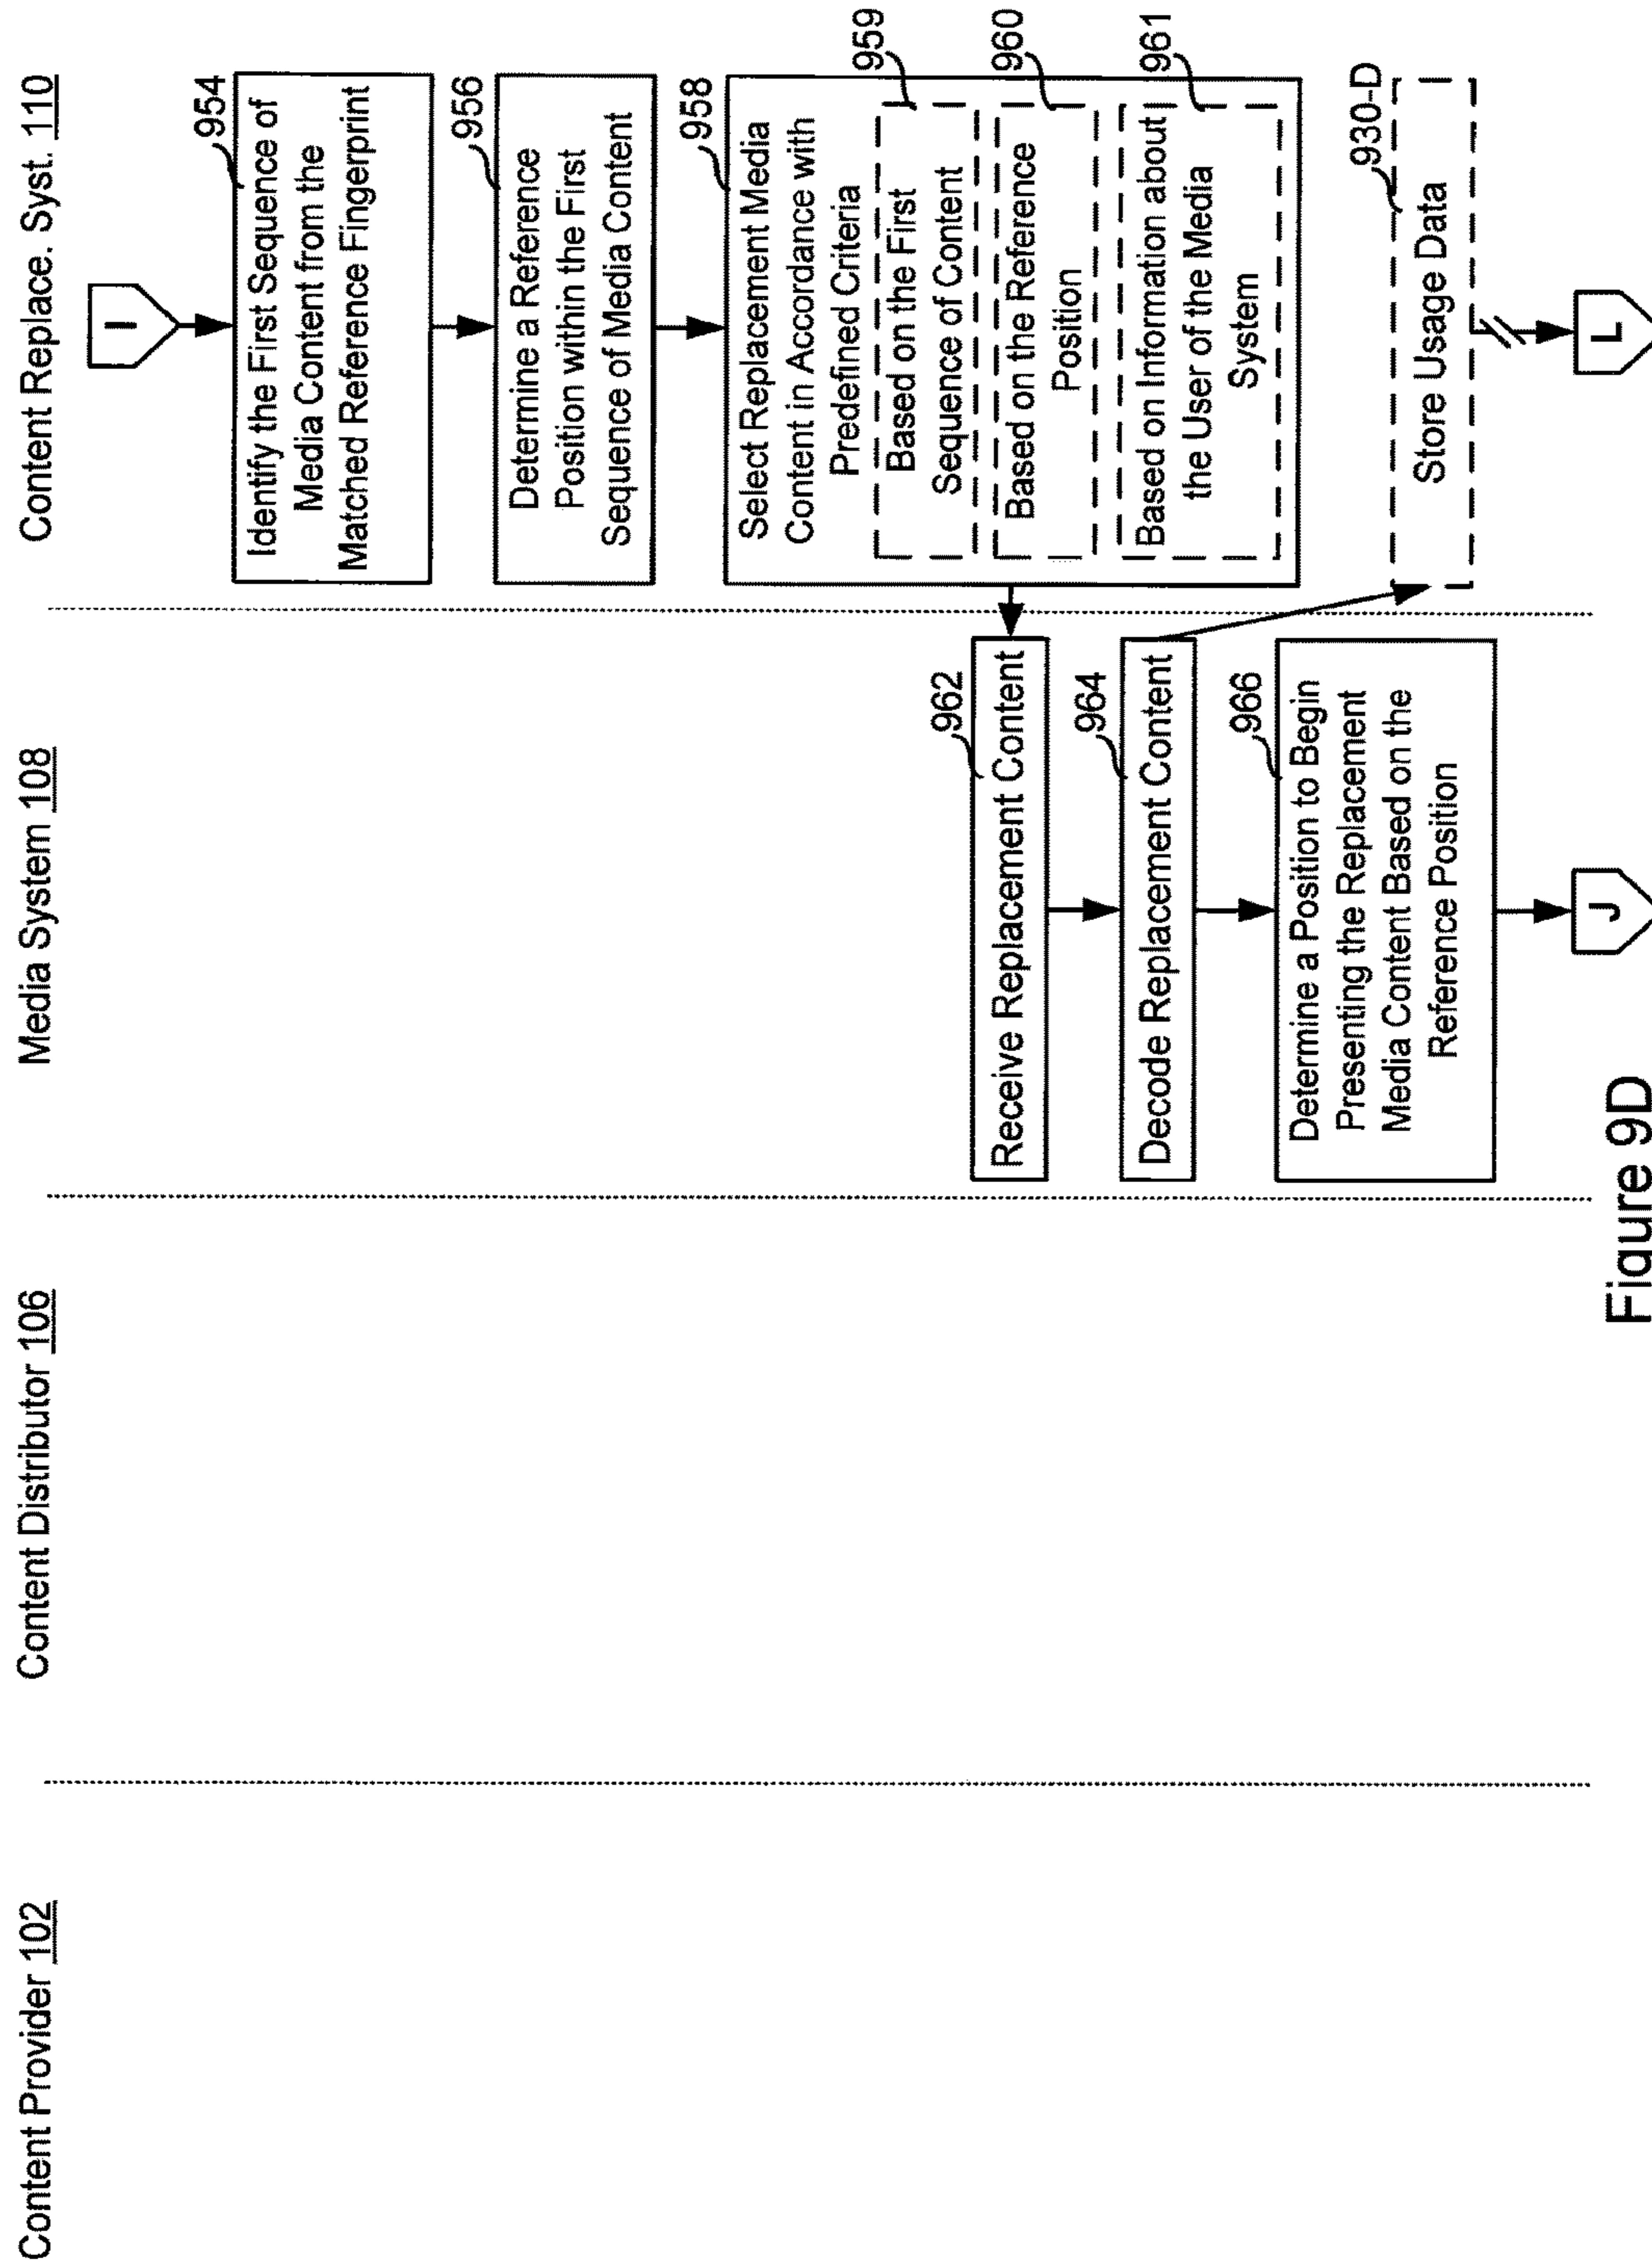 Content Provider 102
Content Distributor 106
Media System 108
Content Replace. Syst. 110
I
954
Identify the First Sequence of
Media Content from the
Matched Reference Fingerprint
956
Determine a Reference
Position within the First
Sequence of Media Content
958
Select Replacement Media
Content in Accordance with
Predefined Criteria
959
Based on the First
Sequence of Content
960
Based on the Reference
Position
961
Based on Information about
the User of the Media
System
962
Receive Replacement Content
964
Decode Replacement Content
966
Determine a Position to Begin
Presenting the Replacement
Media Content Based on the
Reference Position
930-D
Store Usage Data
J
L
Figure 9D